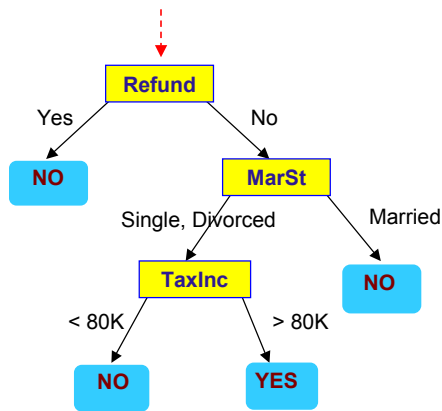 Refund
Yes
No
NO
MarSt
Single, Divorced
Married
TaxInc
NO
< 80K
> 80K
NO
YES